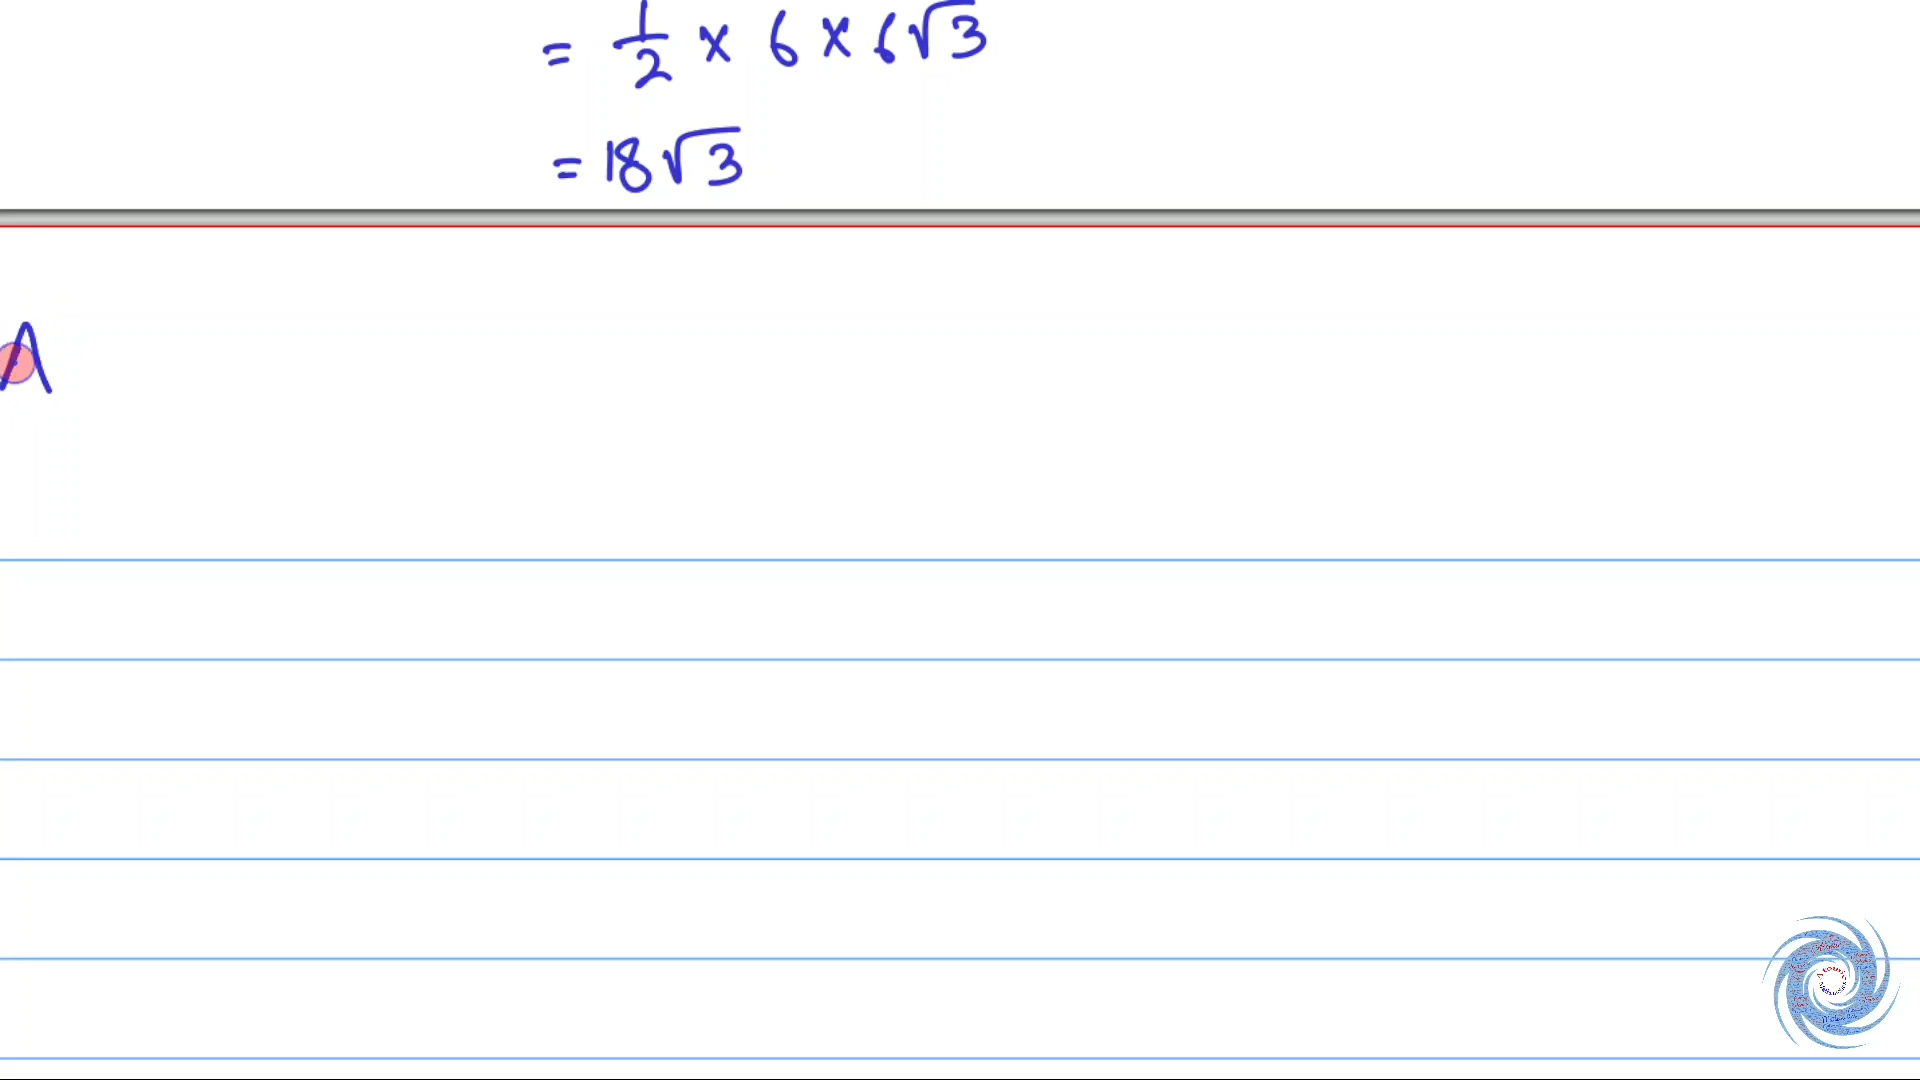 = 1/2 × 6 × 6√3
= 18√3
A